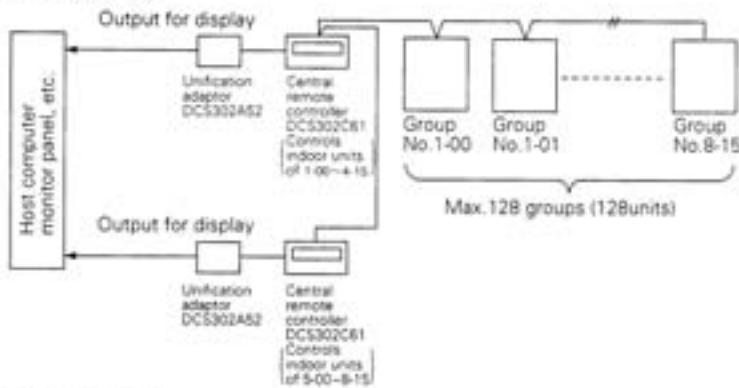 Output for display
Unification
adaptor
DCS302A52
Central
remote
controller
DCS302C61
Controls
indoor units
of 1-00~4-15
Group
No.1-00
Group
No.1-01
Group
No.8-15
Max.128 groups (128units)
Host computer
monitor panel, etc.
Output for display
Unification
adaptor
DCS302A52
Central
remote
controller
DCS302C61
Controls
indoor units
of 5-00~8-15